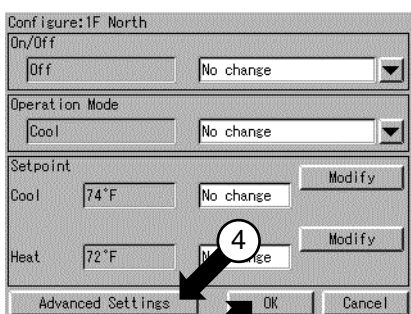 Configure:1F North
On/Off
Off No change
Operation Mode
Cool No change
Setpoint
Modify
Cool 74°F No change
Modify
Heat 72°F
4
Advanced Settings OK Cancel